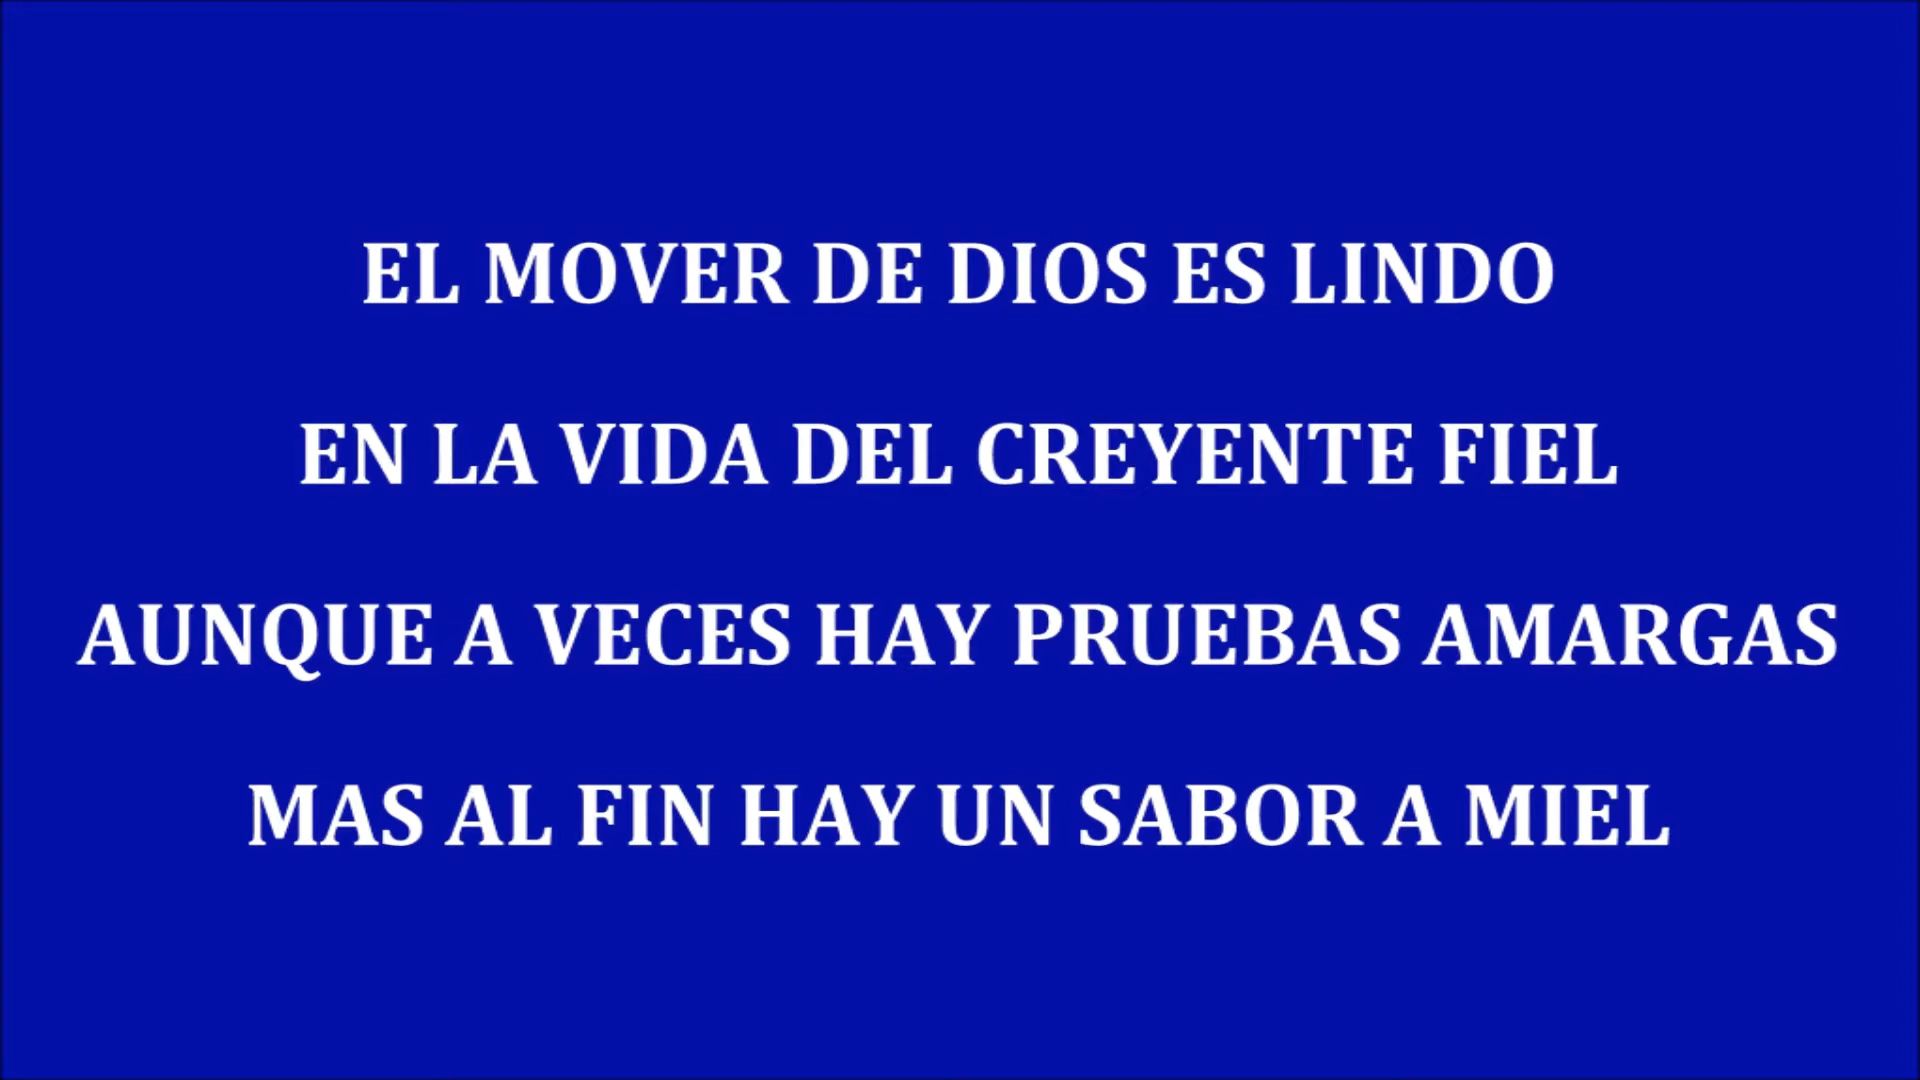 EL MOVER DE DIOS ES LINDO
EN LA VIDA DEL CREYENTE FIEL
AUNQUE A VECES HAY PRUEBAS AMARGAS
MAS AL FIN HAY UN SABOR A MIEL